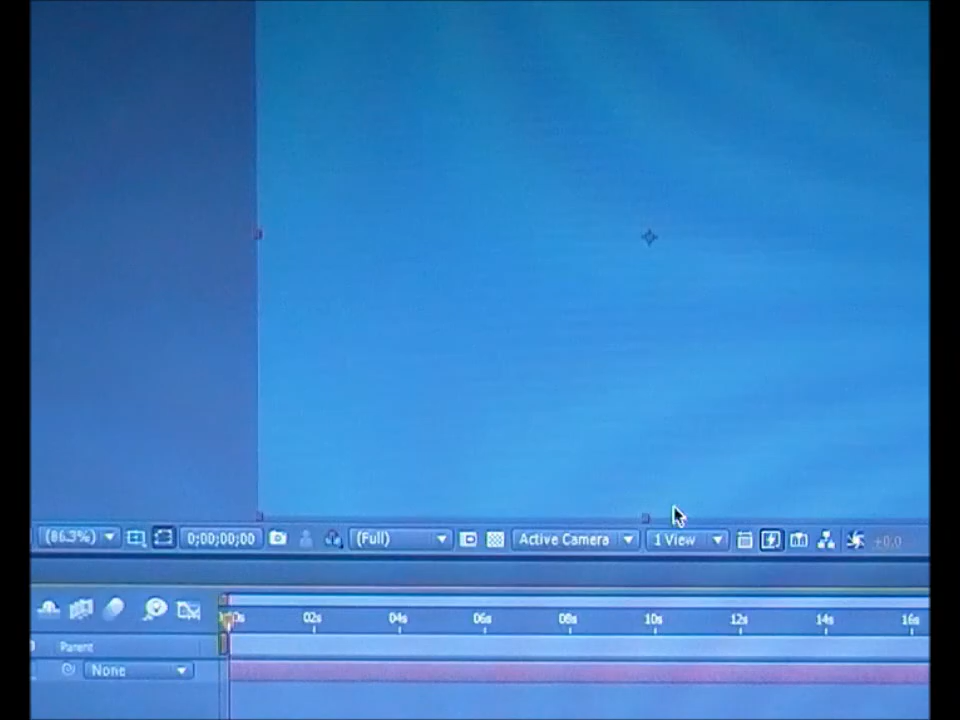 (86.3%) 0;00;00;00 (Full) Active Camera 1 View +0.0
02s 04s 06s 08s 10s 12s 14s 16s
Parent
None